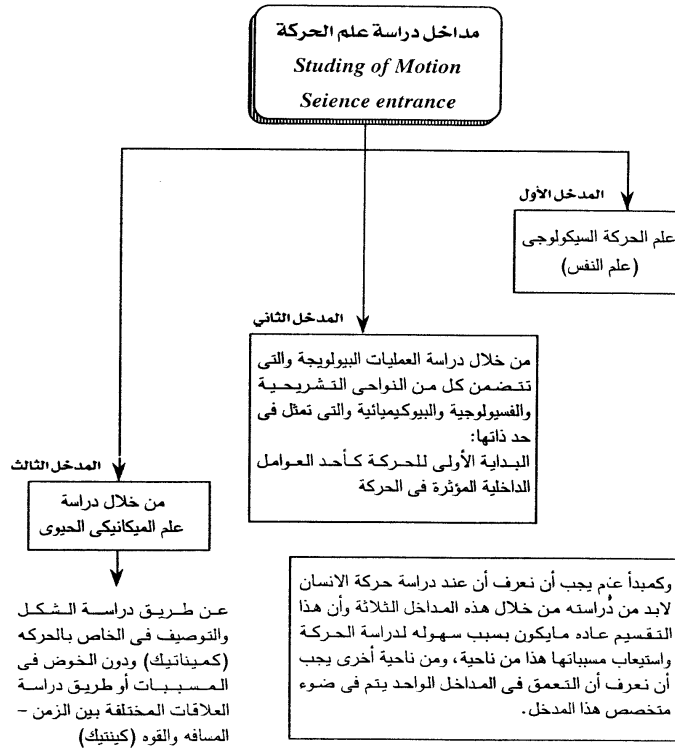 مداخل دراسة علم الحركة
Studing of Motion
Seience entrance
المدخل الأول
علم الحركة السيكولوجى
(علم النفس)
المدخل الثاني
من خلال دراسة العمليات البيولويجة والتى
تتضمن كل من النواحى التشريحية
والفسيولوجية والبيوكيميائية والتى تمثل فى
حد ذاتها:
البداية الأولى للحركة كأحد العوامل
الداخلية المؤثرة فى الحركة
المدخل الثالث
من خلال دراسة
علم الميكانيكى الحيوى
عن طريق دراسة الشكل
والتوصيف فى الخاص بالحركه
(كميناتيك) ودون الخوض فى
المسببات أو طريق دراسة
العلاقات المختلفة بين الزمن –
المسافه والقوه (كينتيك)
وكمبدأ عام يجب أن نعرف أن عند دراسة حركة الانسان
لابد من دراسته من خلال هذه المداخل الثلاثة وأن هذا
التقسيم عاده مايكون بسبب سهوله لدراسة الحركة
واستيعاب مسبباتها هذا من ناحية، ومن ناحية أخرى يجب
أن نعرف أن التعمق فى المداخل الواحد يتم فى ضوء
متخصص هذا المدخل.